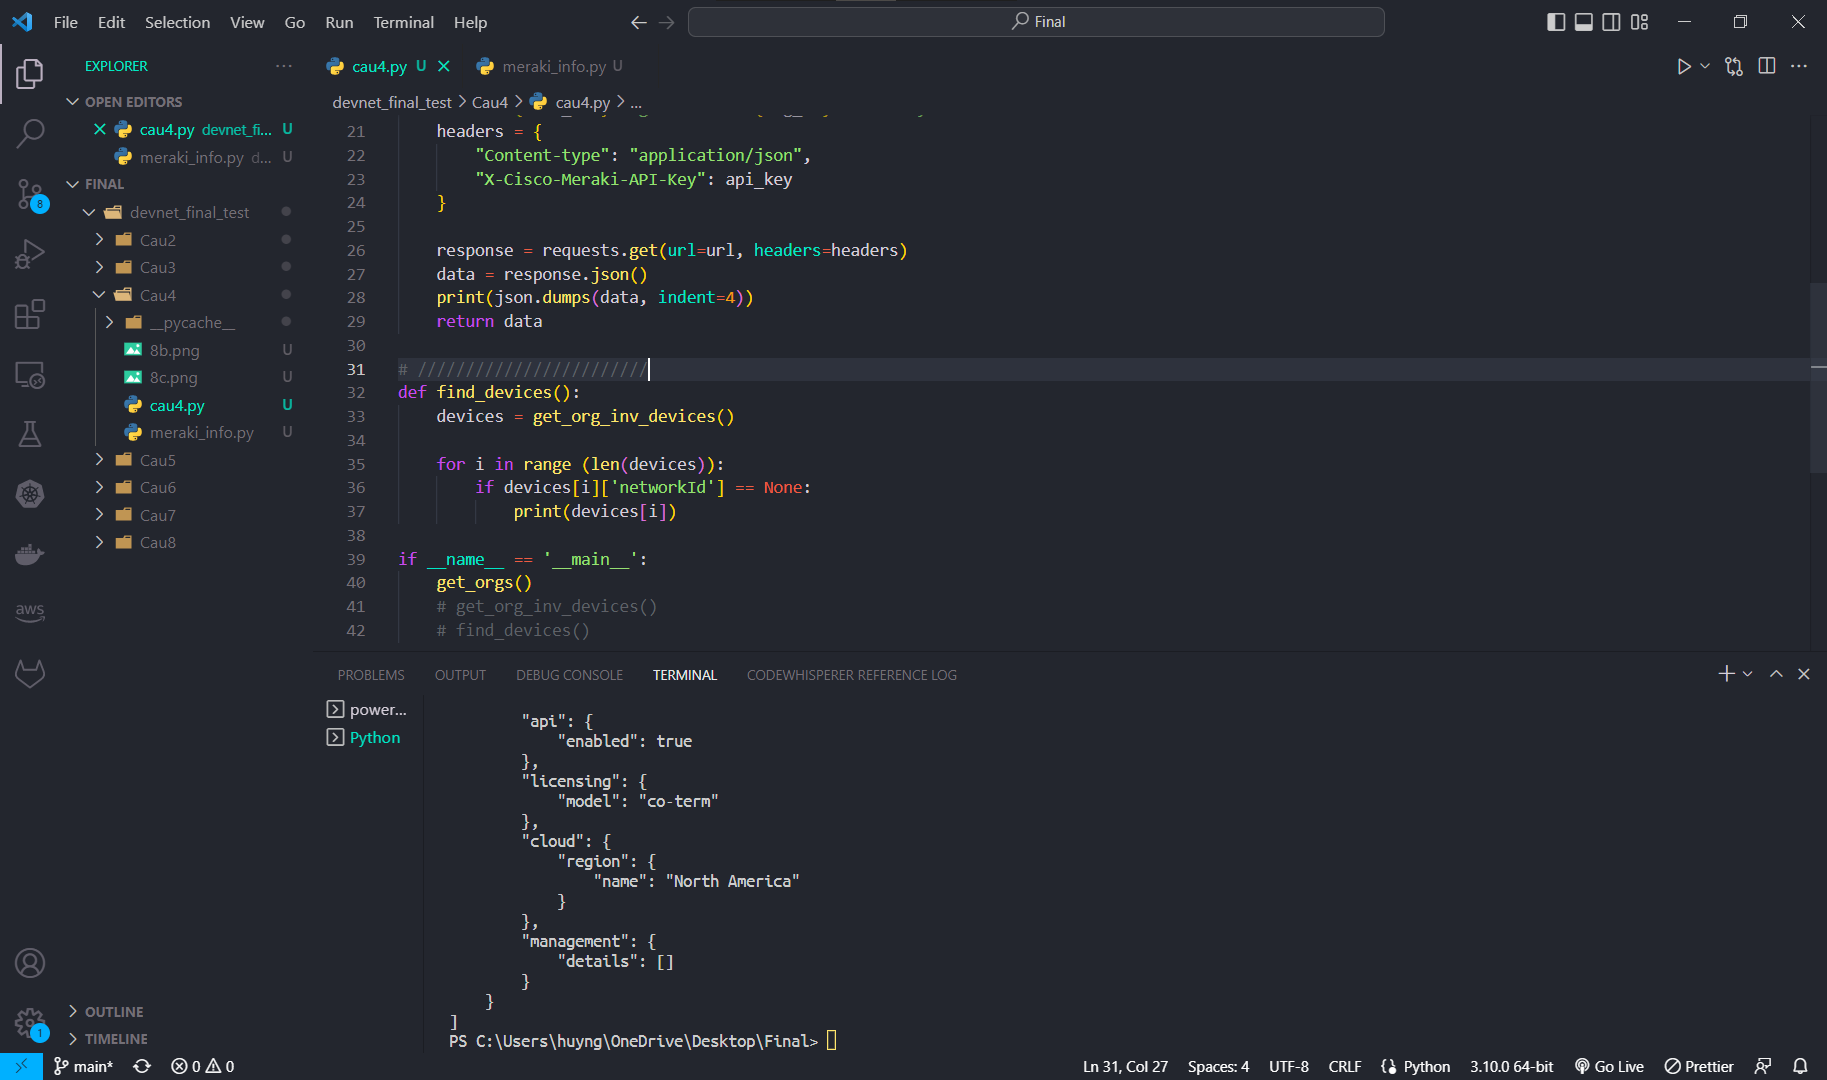 File Edit Selection View Go Run Terminal Help
Final
EXPLORER
OPEN EDITORS
cau4.py devnet_fi... U
meraki_info.py d... U
FINAL
devnet_final_test
Cau2
Cau3
Cau4
__pycache__
8b.png U
8c.png U
cau4.py U
meraki_info.py U
Cau5
Cau6
Cau7
Cau8
OUTLINE
TIMELINE
8
aws
1
cau4.py U
meraki_info.py U
devnet_final_test > Cau4 > cau4.py > ...
21 headers = {
22 "Content-type": "application/json",
23 "X-Cisco-Meraki-API-Key": api_key
24 }
25
26 response = requests.get(url=url, headers=headers)
27 data = response.json()
28 print(json.dumps(data, indent=4))
29 return data
30
31 # ////////////////////////
32 def find_devices():
33 devices = get_org_inv_devices()
34
35 for i in range (len(devices)):
36 if devices[i]['networkId'] == None:
37 print(devices[i])
38
39 if __name__ == '__main__':
40 get_orgs()
41 # get_org_inv_devices()
42 # find_devices()
PROBLEMS OUTPUT DEBUG CONSOLE TERMINAL CODEWHISPERER REFERENCE LOG
power...
Python
"api": {
"enabled": true
},
"licensing": {
"model": "co-term"
},
"cloud": {
"region": {
"name": "North America"
}
},
"management": {
"details": []
}
}
]
PS C:\Users\huyng\OneDrive\Desktop\Final>
main* 0 0 Ln 31, Col 27 Spaces: 4 UTF-8 CRLF Python 3.10.0 64-bit Go Live Prettier